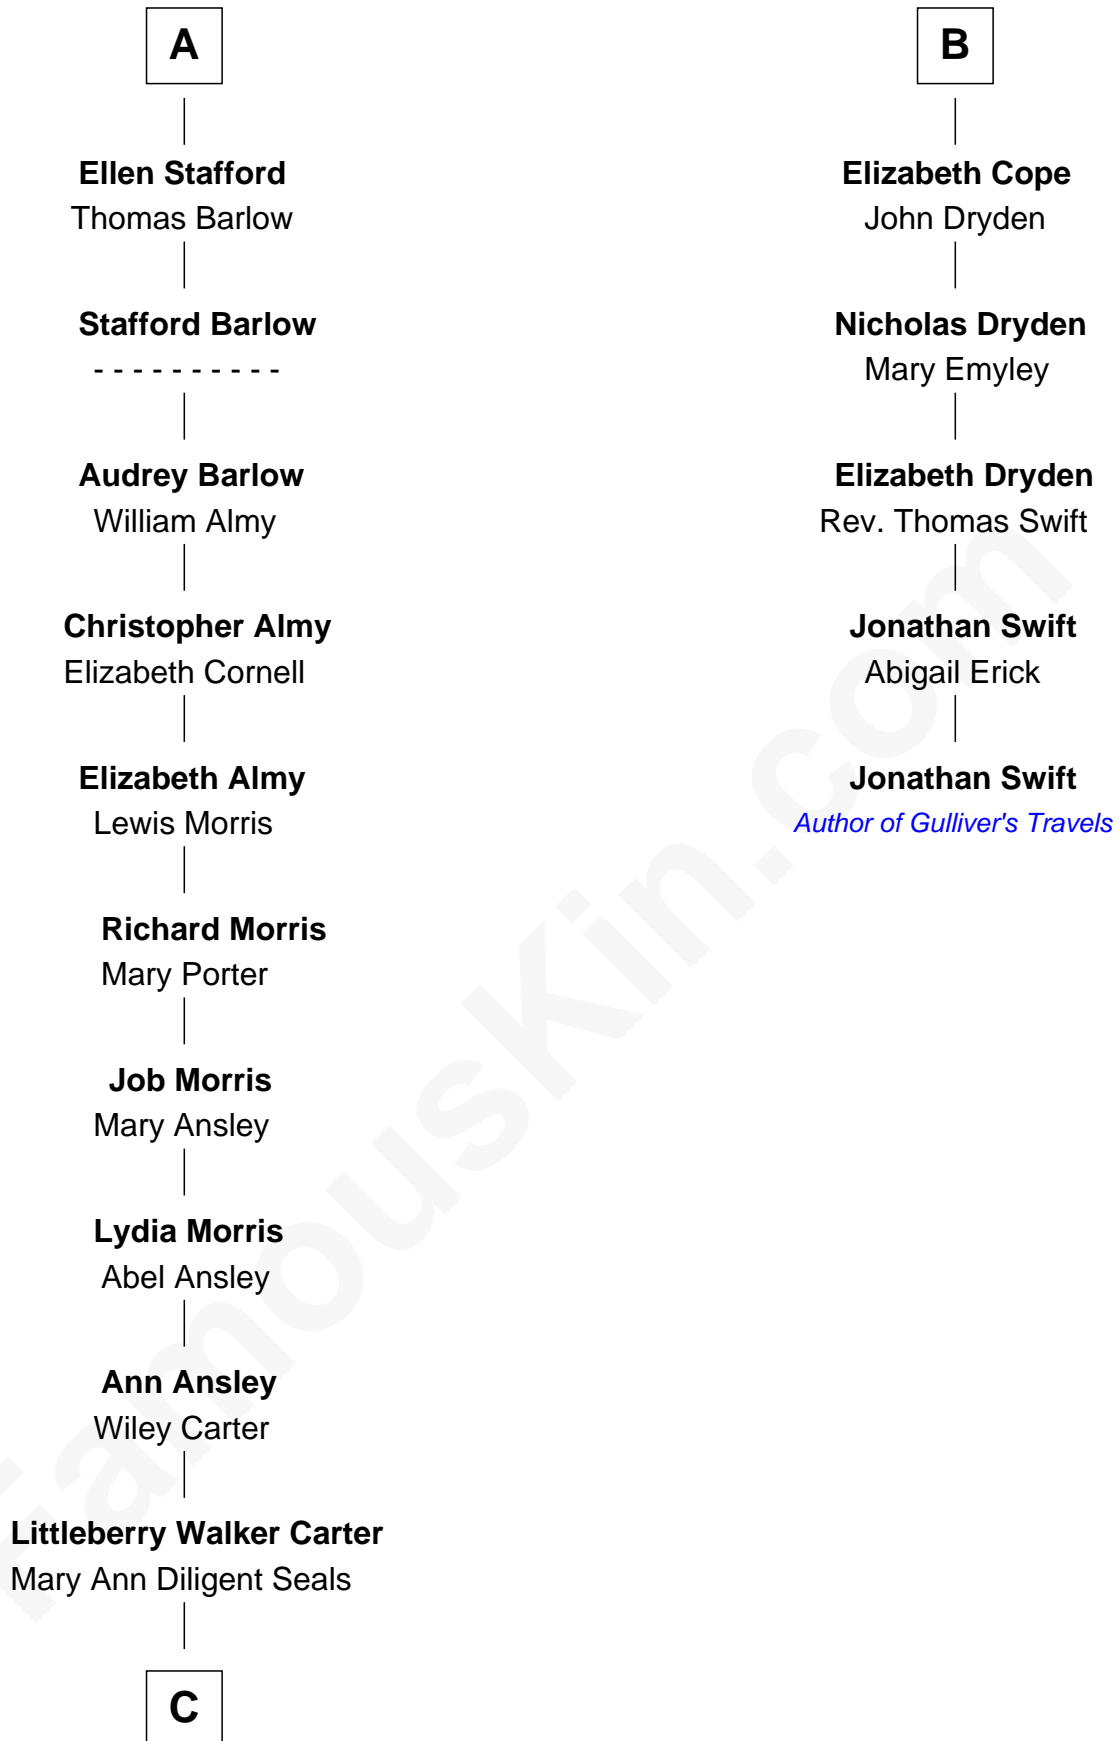 A
Ellen Stafford
Thomas Barlow
Stafford Barlow
- - - - - - - - - -
Audrey Barlow
William Almy
Christopher Almy
Elizabeth Cornell
Elizabeth Almy
Lewis Morris
Richard Morris
Mary Porter
Job Morris
Mary Ansley
Lydia Morris
Abel Ansley
Ann Ansley
Wiley Carter
Littleberry Walker Carter
Mary Ann Diligent Seals
C
B
Elizabeth Cope
John Dryden
Nicholas Dryden
Mary Emyley
Elizabeth Dryden
Rev. Thomas Swift
Jonathan Swift
Abigail Erick
Jonathan Swift
Author of Gulliver's Travels
FamousKin.com